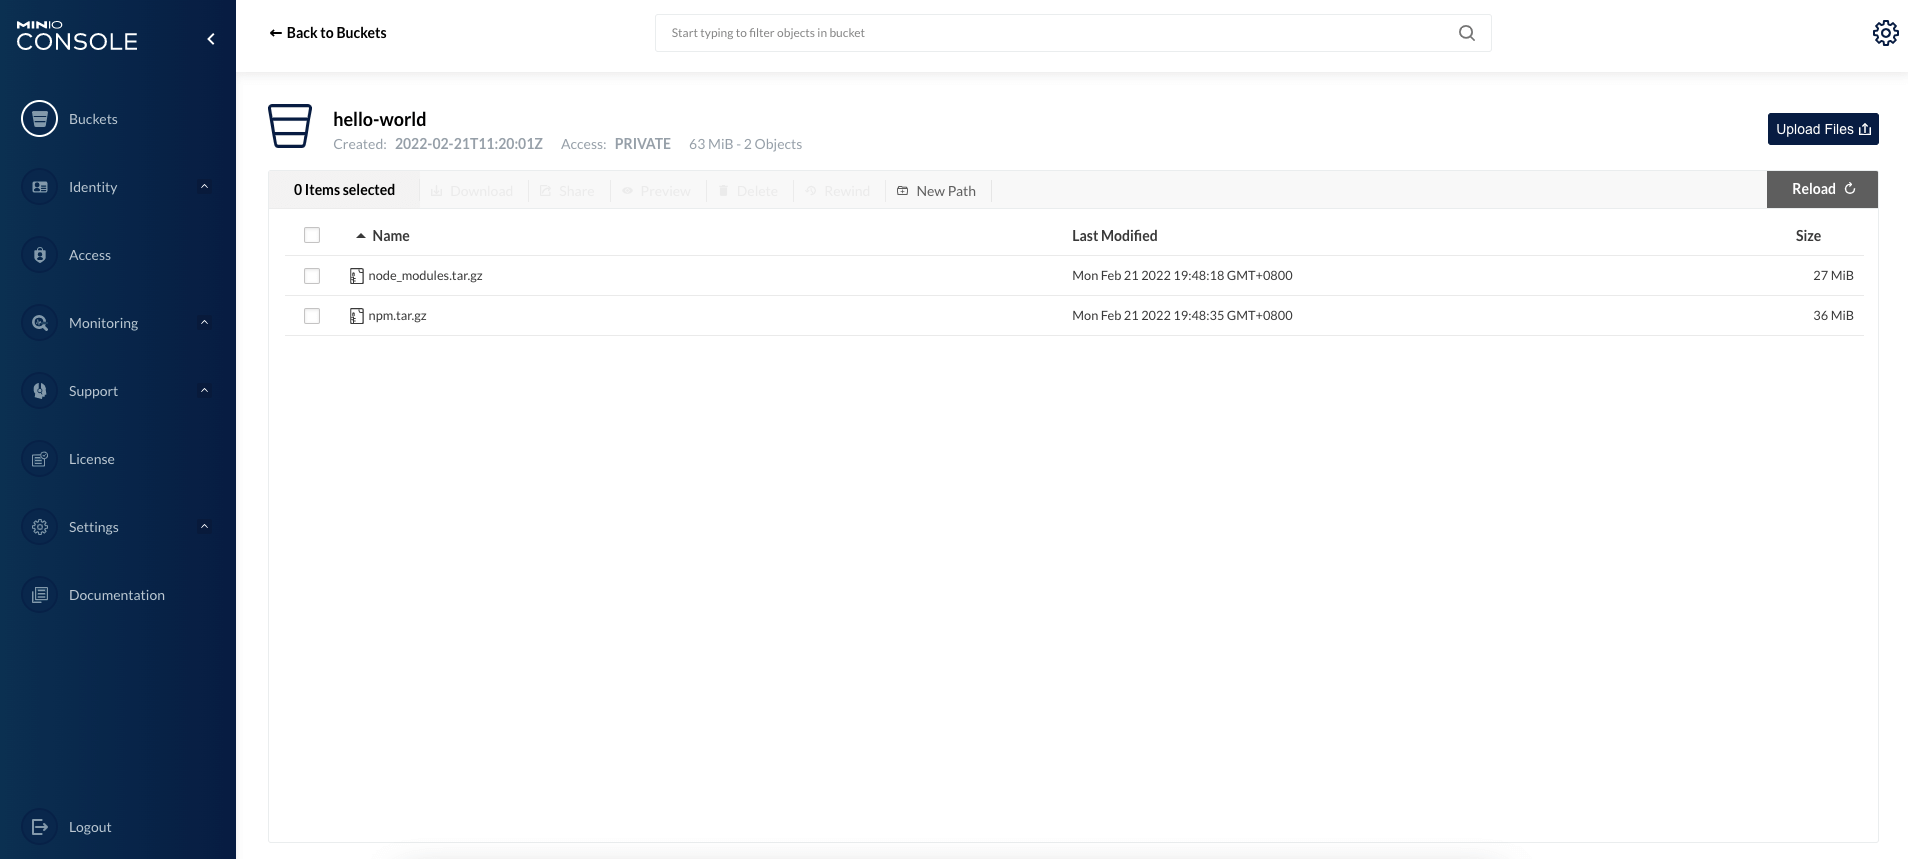 MINIO
CONSOLE
← Back to Buckets
Start typing to filter objects in bucket
Buckets
Identity
Access
Monitoring
Support
License
Settings
Documentation
Logout
hello-world
Created: 2022-02-21T11:20:01Z Access: PRIVATE 63 MiB - 2 Objects
Upload Files
0 Items selected Download Share Preview Delete Rewind New Path Reload
Name Last Modified Size
node_modules.tar.gz Mon Feb 21 2022 19:48:18 GMT+0800 27 MiB
npm.tar.gz Mon Feb 21 2022 19:48:35 GMT+0800 36 MiB